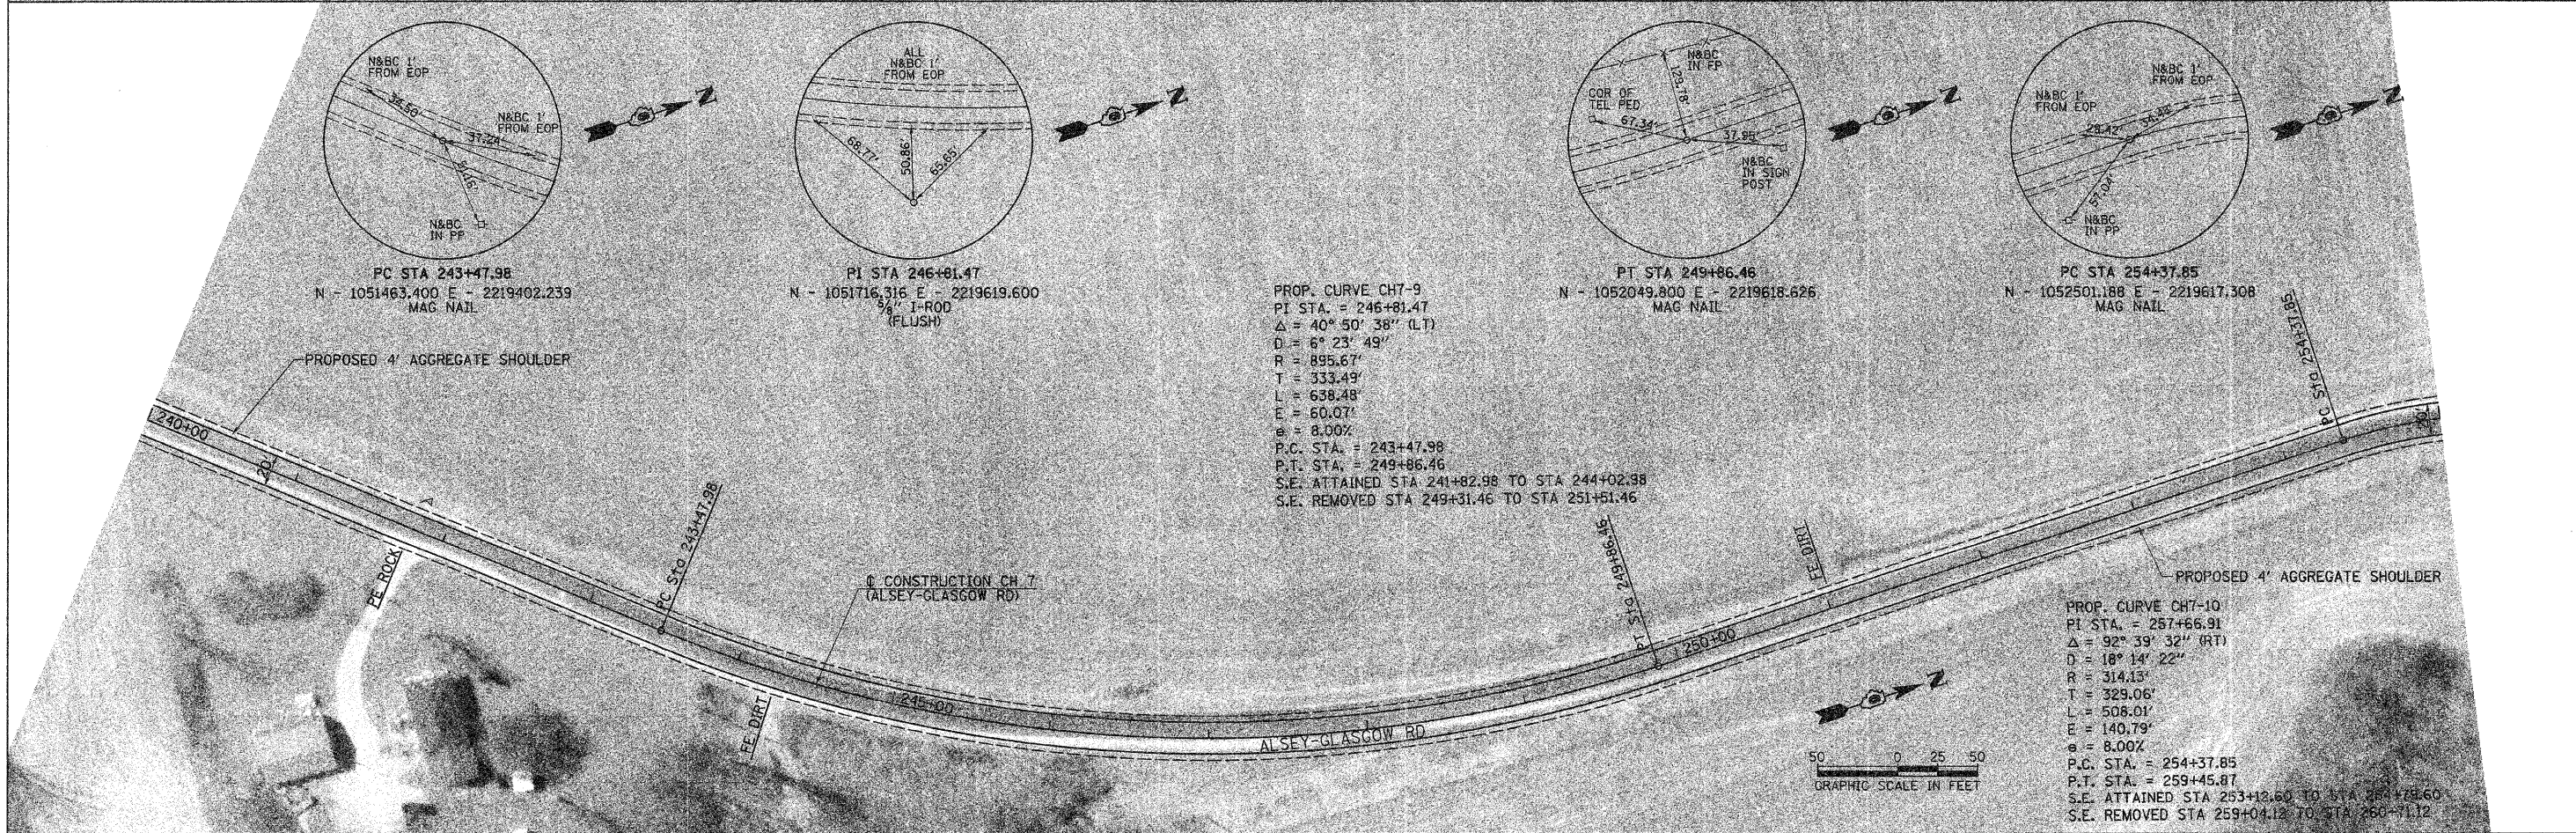 N&BC 1'
FROM EOP
34.50'
N&BC 1'
FROM EOP
37.24'
N&BC
IN PP
PC STA 243+47.98
N - 1051463.400 E - 2219402.239
MAG NAIL
N
ALL
N&BC 1'
FROM EOP
68.77'
50.86'
65.65'
PI STA 246+81.47
N - 1051716.316 E - 2219619.600
5/8" I-ROD
(FLUSH)
N
N&BC
IN FP
129.78'
COR OF
TEL PED
67.34'
37.95'
N&BC
IN SIGN
POST
PT STA 249+86.46
N - 1052049.800 E - 2219618.626
MAG NAIL
N
N&BC 1'
FROM EOP
N&BC 1'
FROM EOP
28.42'
34.48'
57.04'
N&BC
IN PP
PC STA 254+37.85
N - 1052501.188 E - 2219617.308
MAG NAIL
N
PROP. CURVE CH7-9
PI STA. = 246+81.47
Δ = 40° 50' 38" (LT)
D = 6° 23' 49"
R = 895.67'
T = 333.49'
L = 638.48'
E = 60.07'
e = 8.00%
P.C. STA. = 243+47.98
P.T. STA. = 249+86.46
S.E. ATTAINED STA 241+82.98 TO STA 244+02.98
S.E. REMOVED STA 249+31.46 TO STA 251+51.46
PROPOSED 4' AGGREGATE SHOULDER
240+00
20'
PE ROCK
PC Sta 243+47.98
FE DIRT
℄ CONSTRUCTION CH 7
(ALSEY-GLASGOW RD)
245+00
ALSEY-GLASGOW RD
PT Sta 249+86.46
250+00
FE DIRT
PC Sta 254+37.85
20'
PROPOSED 4' AGGREGATE SHOULDER
N
50 0 25 50
GRAPHIC SCALE IN FEET
PROP. CURVE CH7-10
PI STA. = 257+66.91
Δ = 92° 39' 32" (RT)
D = 18° 14' 22"
R = 314.13'
T = 329.06'
L = 508.01'
E = 140.79'
e = 8.00%
P.C. STA. = 254+37.85
P.T. STA. = 259+45.87
S.E. ATTAINED STA 253+12.60 TO STA
S.E. REMOVED STA 259+04.12 TO STA 260+71.12